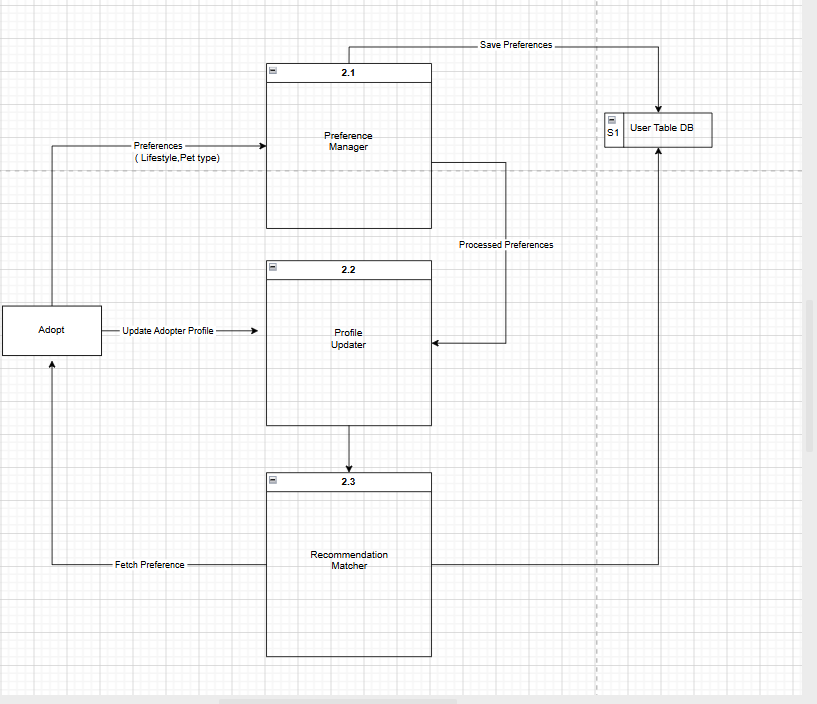 Save Preferences
2.1
Preference
Manager
S1
User Table DB
Preferences
( Lifestyle,Pet type)
Processed Preferences
2.2
Profile
Updater
Adopt
Update Adopter Profile
2.3
Recommendation
Matcher
Fetch Preference